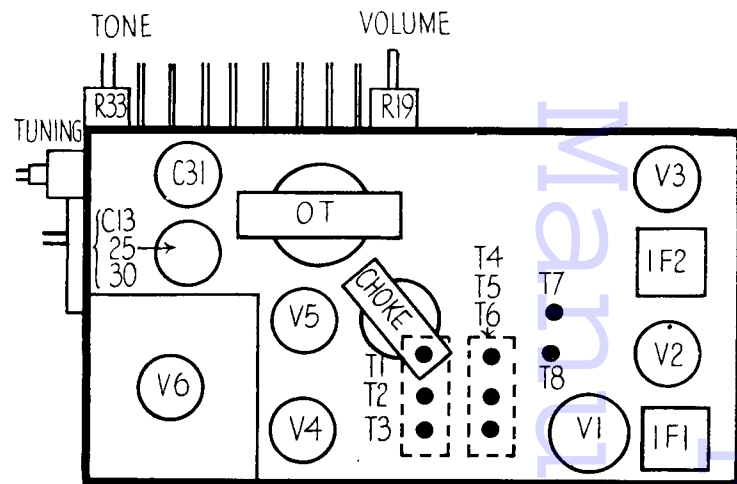 TONE
VOLUME
R33
R19
TUNING
C31
V3
OT
C13
25
30
IF2
T4
T5
T6
T7
CHOKE
V5
T1
V2
V6
T2
T8
V4
T3
V1
IF1
Manu